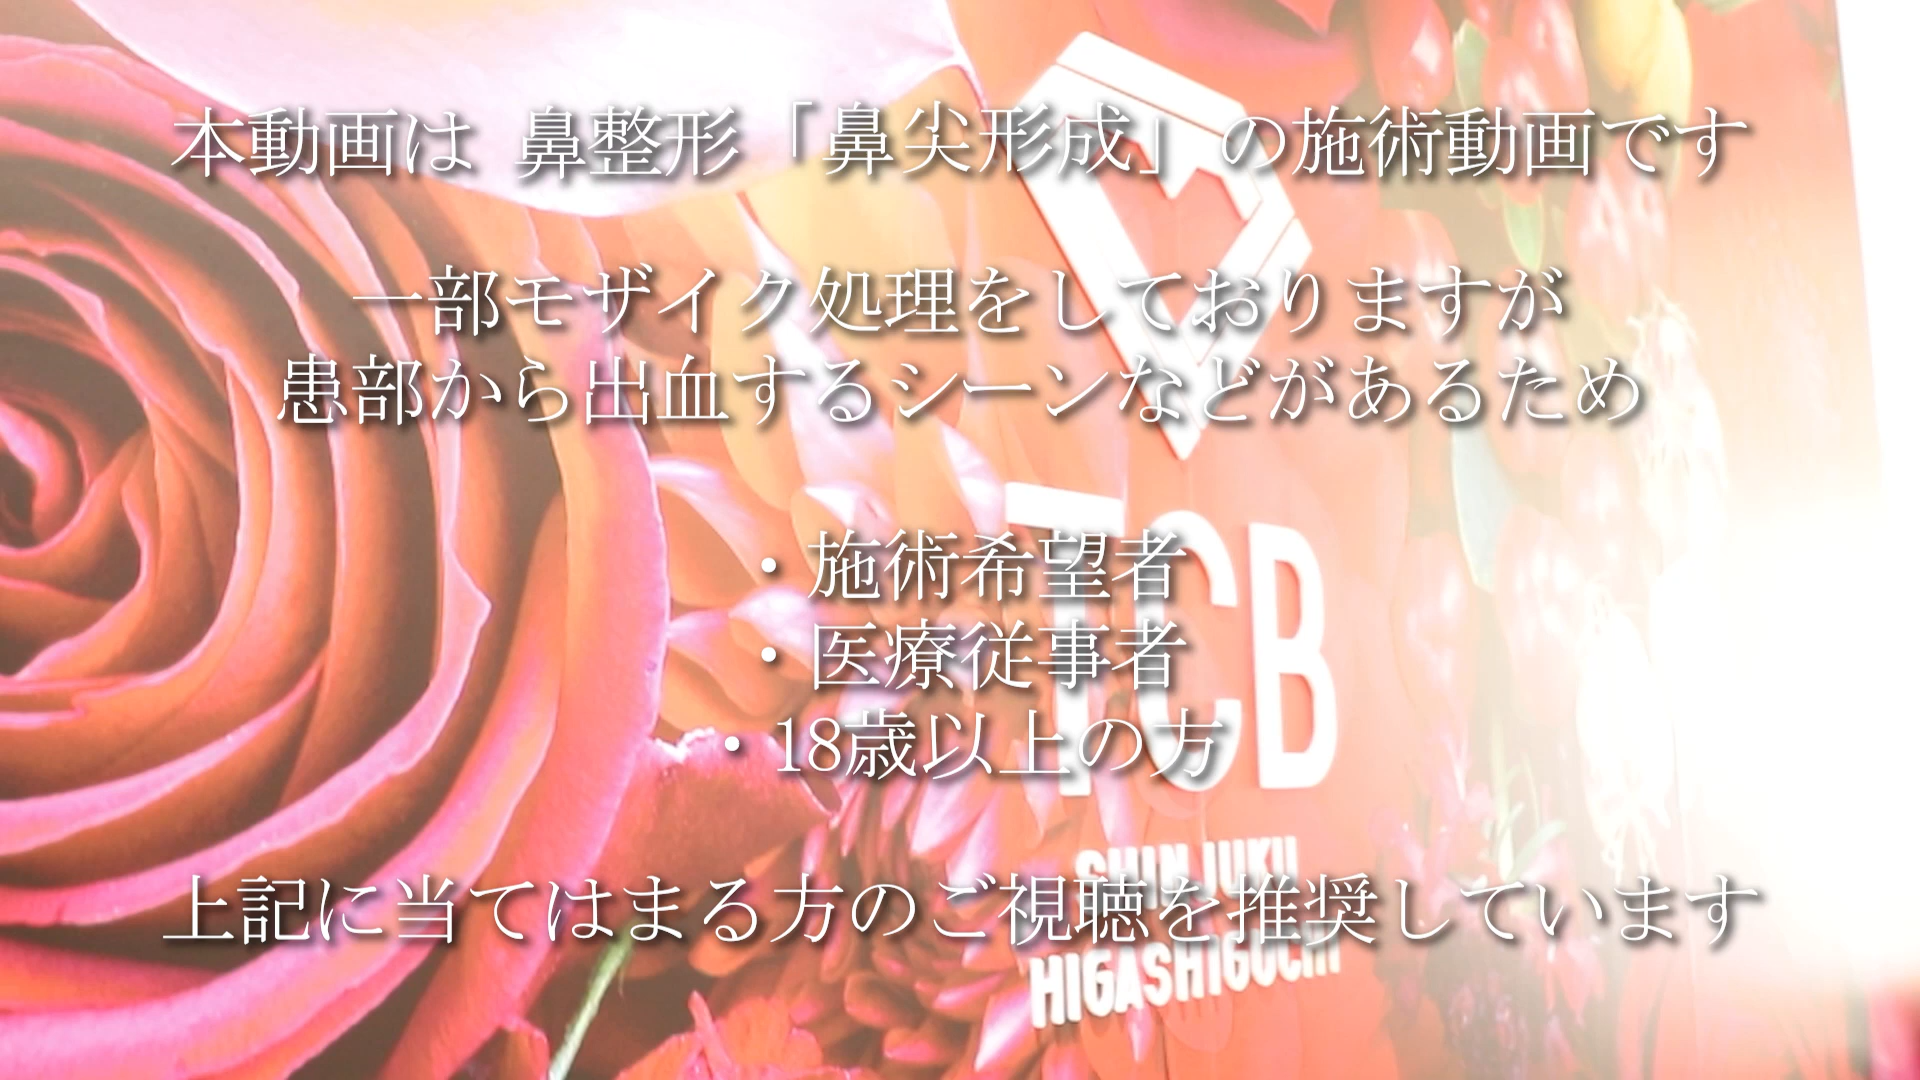 本動画は 鼻整形「鼻尖形成」の施術動画です
一部モザイク処理をしておりますが
患部から出血するシーンなどがあるため
・施術希望者
・医療従事者
・18歳以上の方
上記に当てはまる方のご視聴を推奨しています
TCB
SHINJUKU
HIGASHIGUCHI